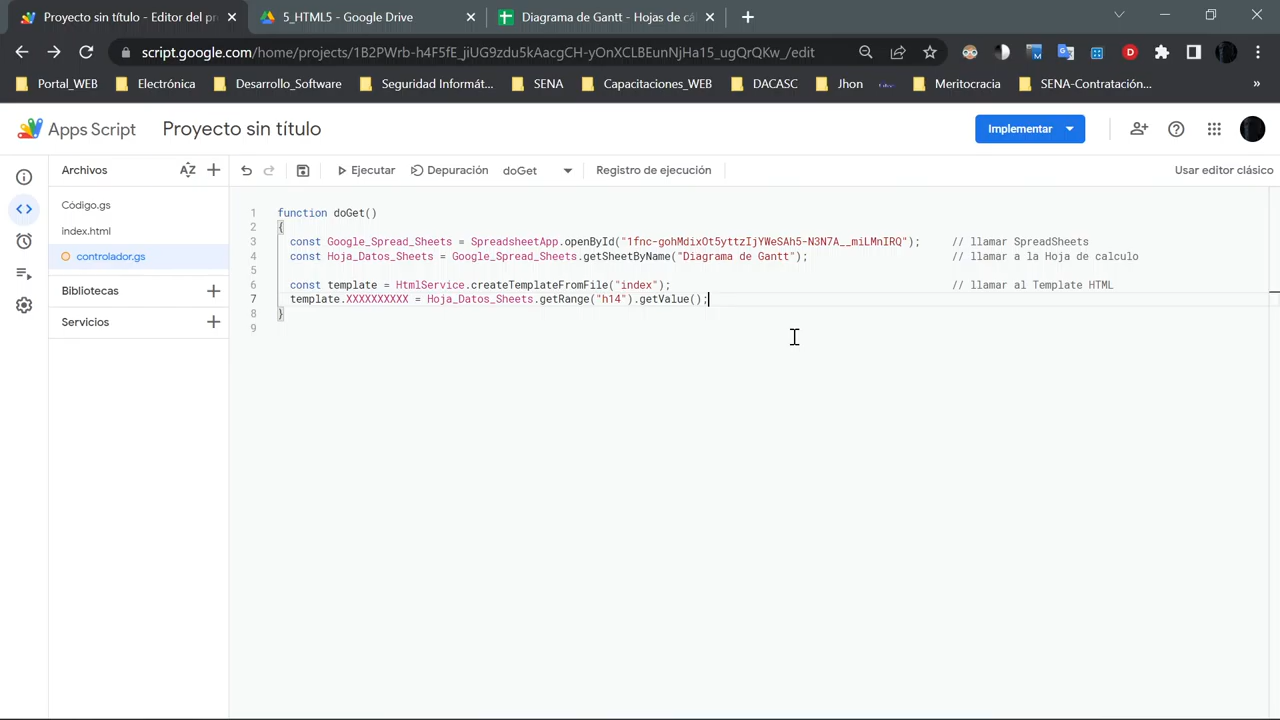 Proyecto sin título - Editor del pr
5_HTML5 - Google Drive
Diagrama de Gantt - Hojas de cál
script.google.com/home/projects/1B2PWrb-h4F5fE_jiUG9zdu5kAacgCH-yOnXCLBEunNjHa15_ugQrQKw_/edit
Portal_WEB
Electrónica
Desarrollo_Software
Seguridad Informát...
SENA
Capacitaciones_WEB
DACASC
Jhon
Meritocracia
SENA-Contratación...
»
Apps Script
Proyecto sin título
Implementar
Archivos
AZ
Ejecutar
Depuración
doGet
Registro de ejecución
Usar editor clásico
Código.gs
index.html
controlador.gs
Bibliotecas
Servicios
1 function doGet()
2 {
3 const Google_Spread_Sheets = SpreadsheetApp.openById("1fnc-gohMdixOt5yttzIjYWeSAh5-N3N7A__miLMnIRQ"); // llamar SpreadSheets
4 const Hoja_Datos_Sheets = Google_Spread_Sheets.getSheetByName("Diagrama de Gantt"); // llamar a la Hoja de calculo
5
6 const template = HtmlService.createTemplateFromFile("index"); // llamar al Template HTML
7 template.XXXXXXXXXX = Hoja_Datos_Sheets.getRange("h14").getValue();
8 }
9